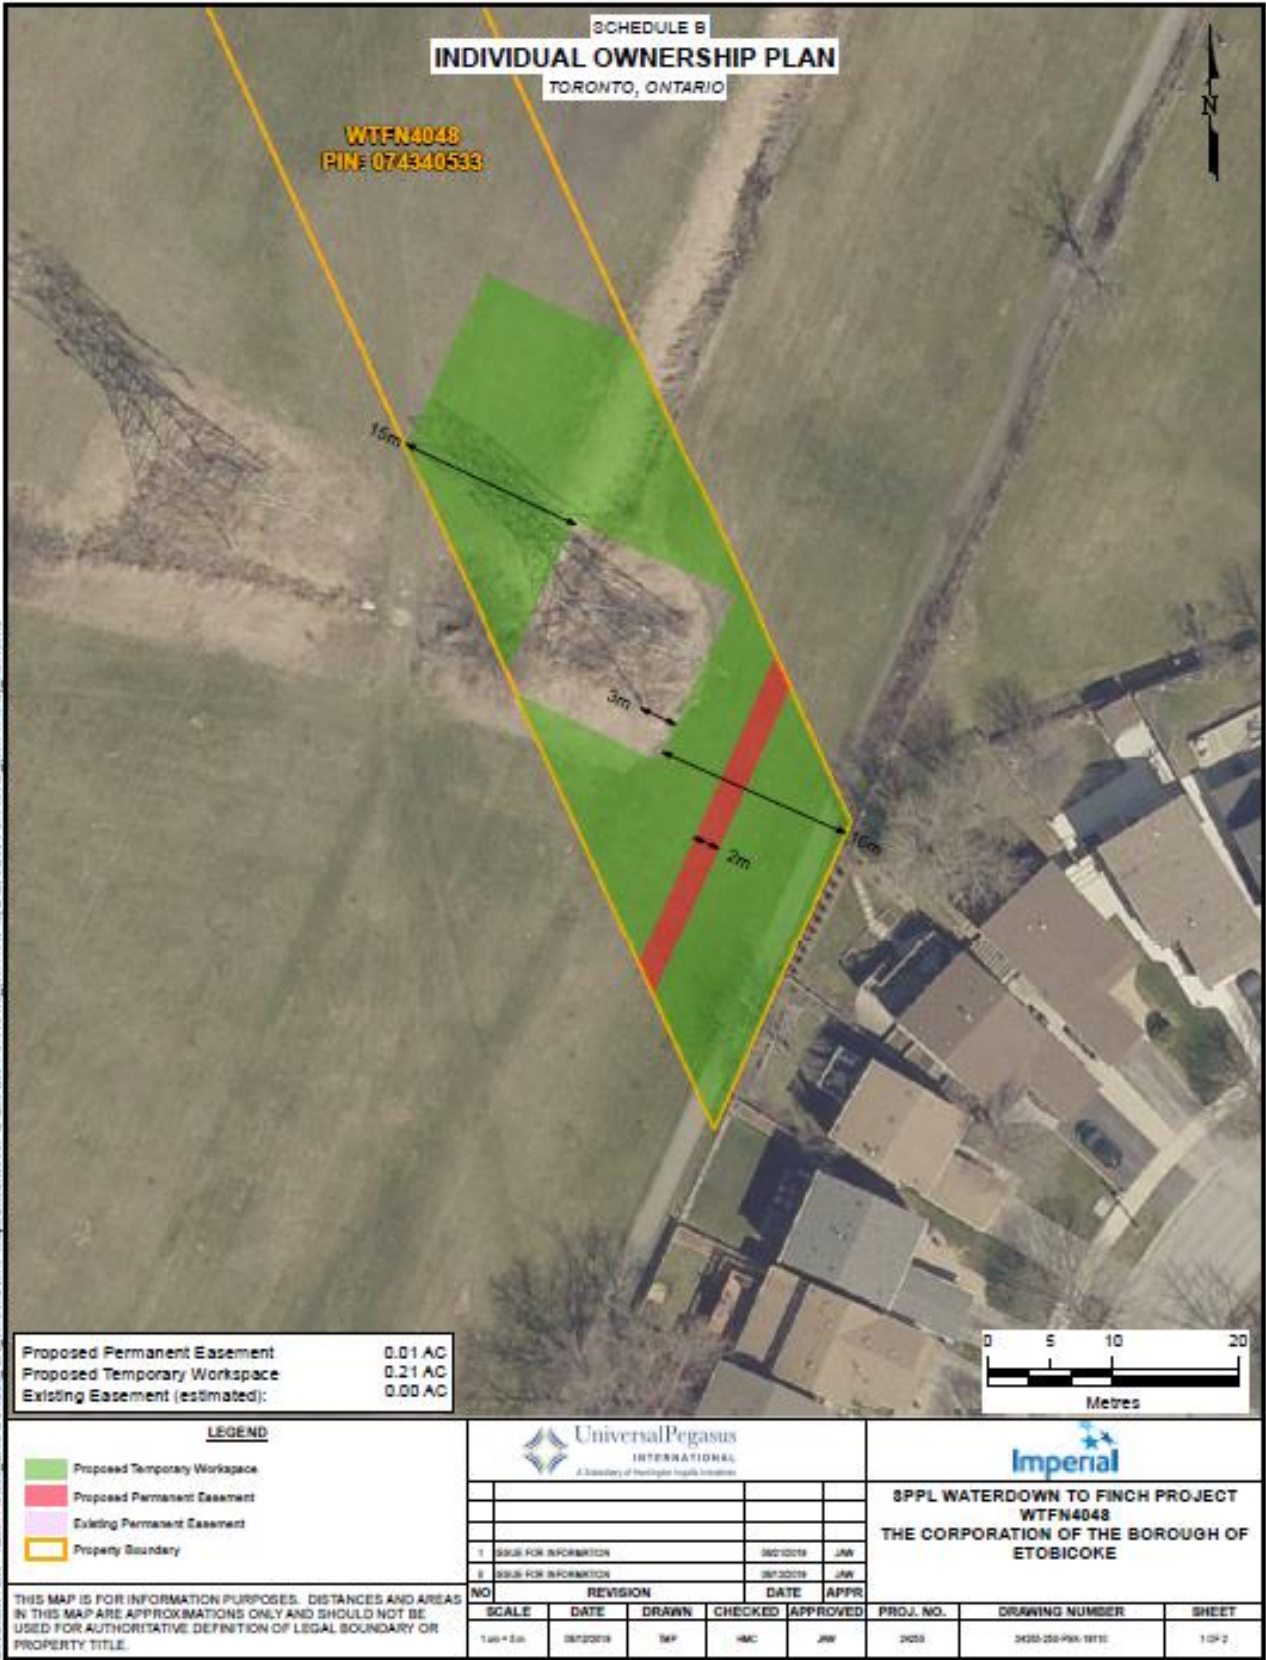 SCHEDULE B
INDIVIDUAL OWNERSHIP PLAN
TORONTO, ONTARIO
N
WTFN4048
PIN: 074340533
15m
3m
16m
2m
Proposed Permanent Easement 0.01 AC
Proposed Temporary Workspace 0.21 AC
Existing Easement (estimated): 0.00 AC
0 5 10 20
Metres
LEGEND
Proposed Temporary Workspace
Proposed Permanent Easement
Existing Permanent Easement
Property Boundary
THIS MAP IS FOR INFORMATION PURPOSES. DISTANCES AND AREAS
IN THIS MAP ARE APPROXIMATIONS ONLY AND SHOULD NOT BE
USED FOR AUTHORITATIVE DEFINITION OF LEGAL BOUNDARY OR
PROPERTY TITLE.
UniversalPegasus
INTERNATIONAL
1 ISSUE FOR INFORMATION JAW
0 ISSUE FOR INFORMATION JAW
NO REVISION DATE APPR
SCALE DATE DRAWN CHECKED APPROVED
HMC JAW
Imperial
SPPL WATERDOWN TO FINCH PROJECT
WTFN4048
THE CORPORATION OF THE BOROUGH OF
ETOBICOKE
PROJ. NO. DRAWING NUMBER SHEET
1 OF 2